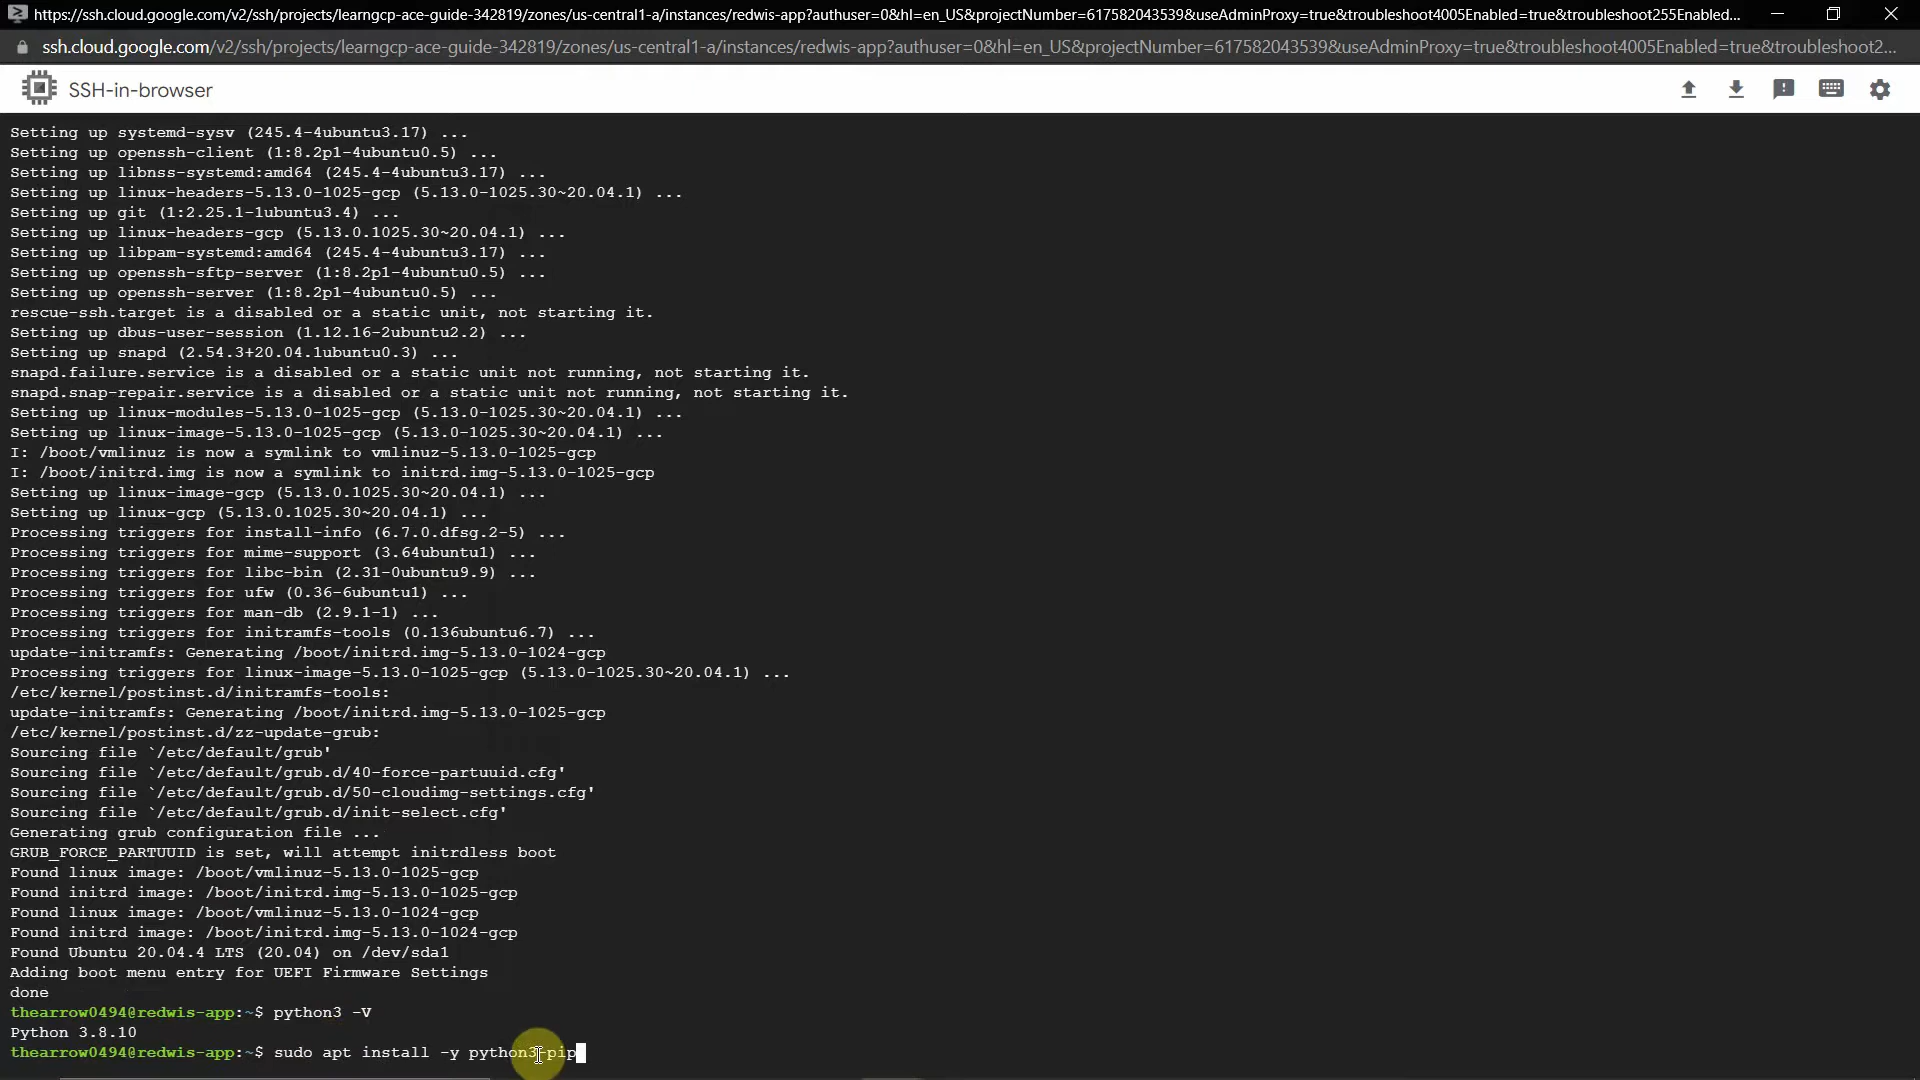 https://ssh.cloud.google.com/v2/ssh/projects/learngcp-ace-guide-342819/zones/us-central1-a/instances/redwis-app?authuser=0&hl=en_US&projectNumber=617582043539&useAdminProxy=true&troubleshoot4005Enabled=true&troubleshoot255Enabled...
ssh.cloud.google.com/v2/ssh/projects/learngcp-ace-guide-342819/zones/us-central1-a/instances/redwis-app?authuser=0&hl=en_US&projectNumber=617582043539&useAdminProxy=true&troubleshoot4005Enabled=true&troubleshoot2...
SSH-in-browser
Setting up systemd-sysv (245.4-4ubuntu3.17) ...
Setting up openssh-client (1:8.2p1-4ubuntu0.5) ...
Setting up libnss-systemd:amd64 (245.4-4ubuntu3.17) ...
Setting up linux-headers-5.13.0-1025-gcp (5.13.0-1025.30~20.04.1) ...
Setting up git (1:2.25.1-1ubuntu3.4) ...
Setting up linux-headers-gcp (5.13.0.1025.30~20.04.1) ...
Setting up libpam-systemd:amd64 (245.4-4ubuntu3.17) ...
Setting up openssh-sftp-server (1:8.2p1-4ubuntu0.5) ...
Setting up openssh-server (1:8.2p1-4ubuntu0.5) ...
rescue-ssh.target is a disabled or a static unit, not starting it.
Setting up dbus-user-session (1.12.16-2ubuntu2.2) ...
Setting up snapd (2.54.3+20.04.1ubuntu0.3) ...
snapd.failure.service is a disabled or a static unit not running, not starting it.
snapd.snap-repair.service is a disabled or a static unit not running, not starting it.
Setting up linux-modules-5.13.0-1025-gcp (5.13.0-1025.30~20.04.1) ...
Setting up linux-image-5.13.0-1025-gcp (5.13.0-1025.30~20.04.1) ...
I: /boot/vmlinuz is now a symlink to vmlinuz-5.13.0-1025-gcp
I: /boot/initrd.img is now a symlink to initrd.img-5.13.0-1025-gcp
Setting up linux-image-gcp (5.13.0.1025.30~20.04.1) ...
Setting up linux-gcp (5.13.0.1025.30~20.04.1) ...
Processing triggers for install-info (6.7.0.dfsg.2-5) ...
Processing triggers for mime-support (3.64ubuntu1) ...
Processing triggers for libc-bin (2.31-0ubuntu9.9) ...
Processing triggers for ufw (0.36-6ubuntu1) ...
Processing triggers for man-db (2.9.1-1) ...
Processing triggers for initramfs-tools (0.136ubuntu6.7) ...
update-initramfs: Generating /boot/initrd.img-5.13.0-1024-gcp
Processing triggers for linux-image-5.13.0-1025-gcp (5.13.0-1025.30~20.04.1) ...
/etc/kernel/postinst.d/initramfs-tools:
update-initramfs: Generating /boot/initrd.img-5.13.0-1025-gcp
/etc/kernel/postinst.d/zz-update-grub:
Sourcing file `/etc/default/grub'
Sourcing file `/etc/default/grub.d/40-force-partuuid.cfg'
Sourcing file `/etc/default/grub.d/50-cloudimg-settings.cfg'
Sourcing file `/etc/default/grub.d/init-select.cfg'
Generating grub configuration file ...
GRUB_FORCE_PARTUUID is set, will attempt initrdless boot
Found linux image: /boot/vmlinuz-5.13.0-1025-gcp
Found initrd image: /boot/initrd.img-5.13.0-1025-gcp
Found linux image: /boot/vmlinuz-5.13.0-1024-gcp
Found initrd image: /boot/initrd.img-5.13.0-1024-gcp
Found Ubuntu 20.04.4 LTS (20.04) on /dev/sda1
Adding boot menu entry for UEFI Firmware Settings
done
thearrow0494@redwis-app:~$ python3 -V
Python 3.8.10
thearrow0494@redwis-app:~$ sudo apt install -y python3-pip